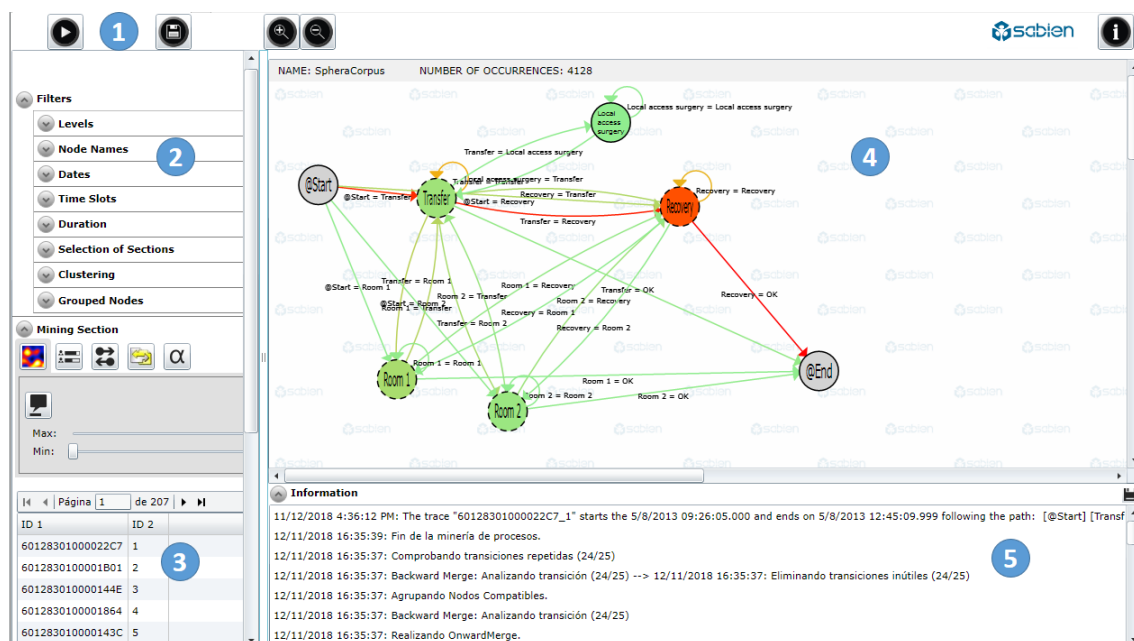 1
sabien
i
NAME: SpheraCorpus NUMBER OF OCCURRENCES: 4128
Filters
Levels
Node Names
Dates
Time Slots
Duration
Selection of Sections
Clustering
Grouped Nodes
2
Mining Section
α
Max:
Min:
Página 1 de 207
ID 1 ID 2
60128301000022C7 1
60128301000001B01 2
6012830100000144E 3
6012830100001864 4
601283010000143C 5
3
Local access surgery
Local access surgery = Local access surgery
4
Transfer = Local access surgery
@Start
Transfer
Transfer = Transfer
Local access surgery = Transfer
@Start = Transfer
@Start = Recovery
Recovery = Transfer
Transfer = Recovery
Recovery
Recovery = Recovery
@Start = Room 1
Transfer = Room 1
@Start = Room 2
Room 1 = Transfer
Room 2 = Transfer
Transfer = Room 2
Room 1 = Recovery
Room 2 = Recovery
Recovery = Room 1
Recovery = Room 2
Transfer = OK
Recovery = OK
Room 1
Room 1 = Room 1
Room 1 = OK
@End
Room 2
Room 2 = Room 2
Room 2 = OK
Information
11/12/2018 4:36:12 PM: The trace "60128301000022C7_1" starts the 5/8/2013 09:26:05.000 and ends on 5/8/2013 12:45:09.999 following the path: [@Start] [Transf
12/11/2018 16:35:39: Fin de la minería de procesos.
12/11/2018 16:35:37: Comprobando transiciones repetidas (24/25)
12/11/2018 16:35:37: Backward Merge: Analizando transición (24/25) --> 12/11/2018 16:35:37: Eliminando transiciones inútiles (24/25)
12/11/2018 16:35:37: Agrupando Nodos Compatibles.
12/11/2018 16:35:37: Backward Merge: Analizando transición (24/25)
12/11/2018 16:35:37: Realizando OnwardMerge.
5